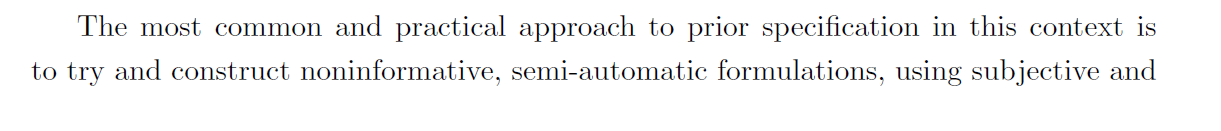 The most common and practical approach to prior specification in this context is
to try and construct noninformative, semi-automatic formulations, using subjective and